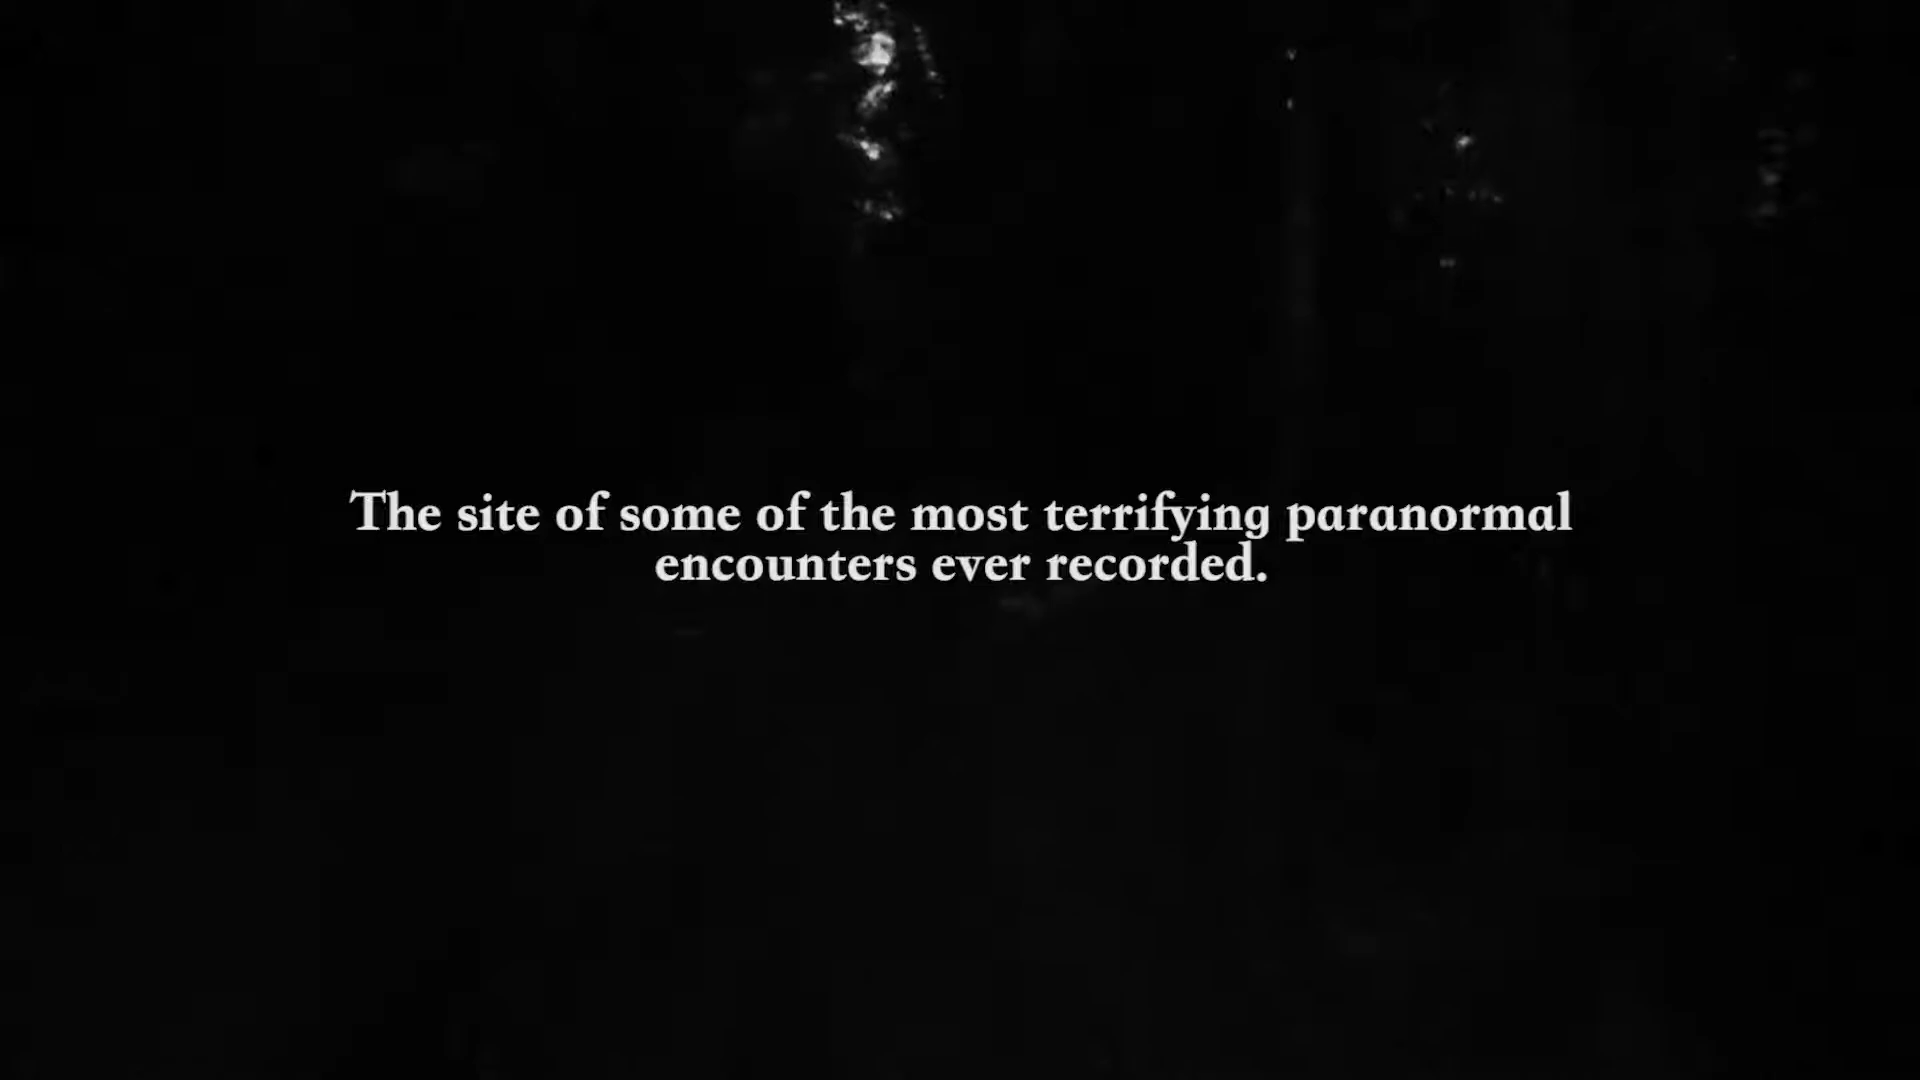 The site of some of the most terrifying paranormal
encounters ever recorded.